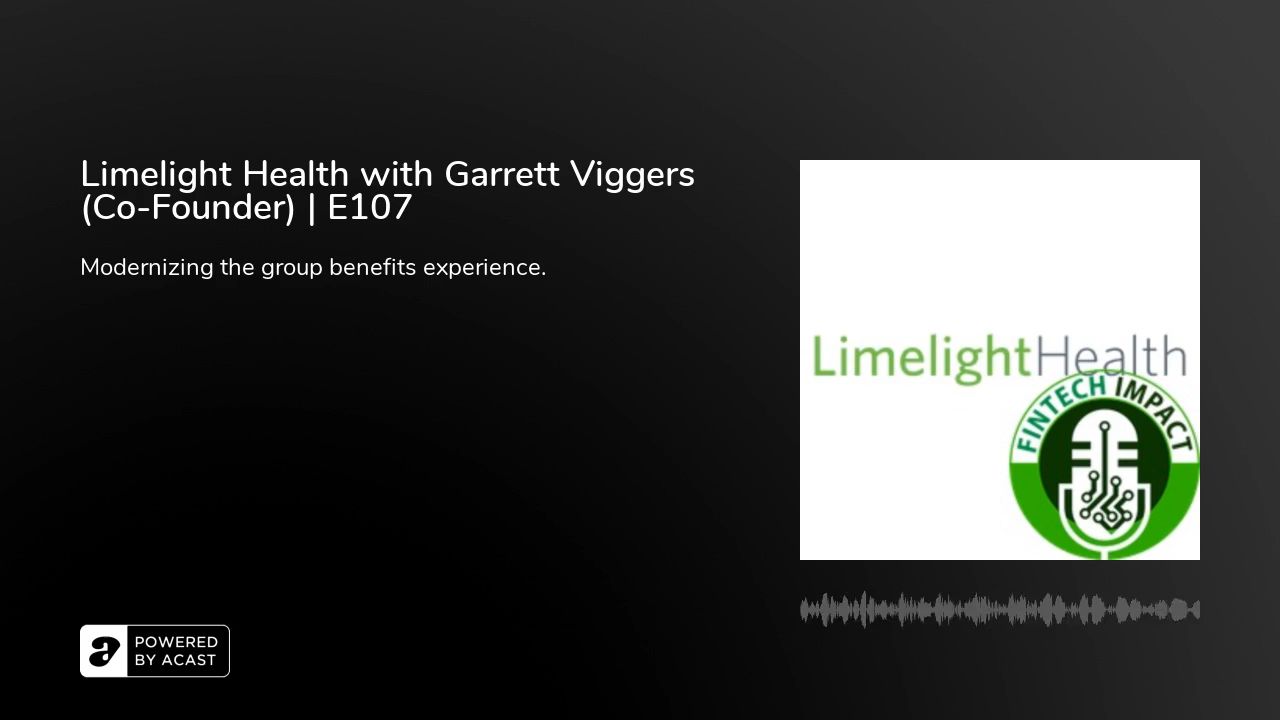 Limelight Health with Garrett Viggers
(Co-Founder) | E107
Modernizing the group benefits experience.
LimelightHealth
FINTECH IMPACT
POWERED
BY ACAST